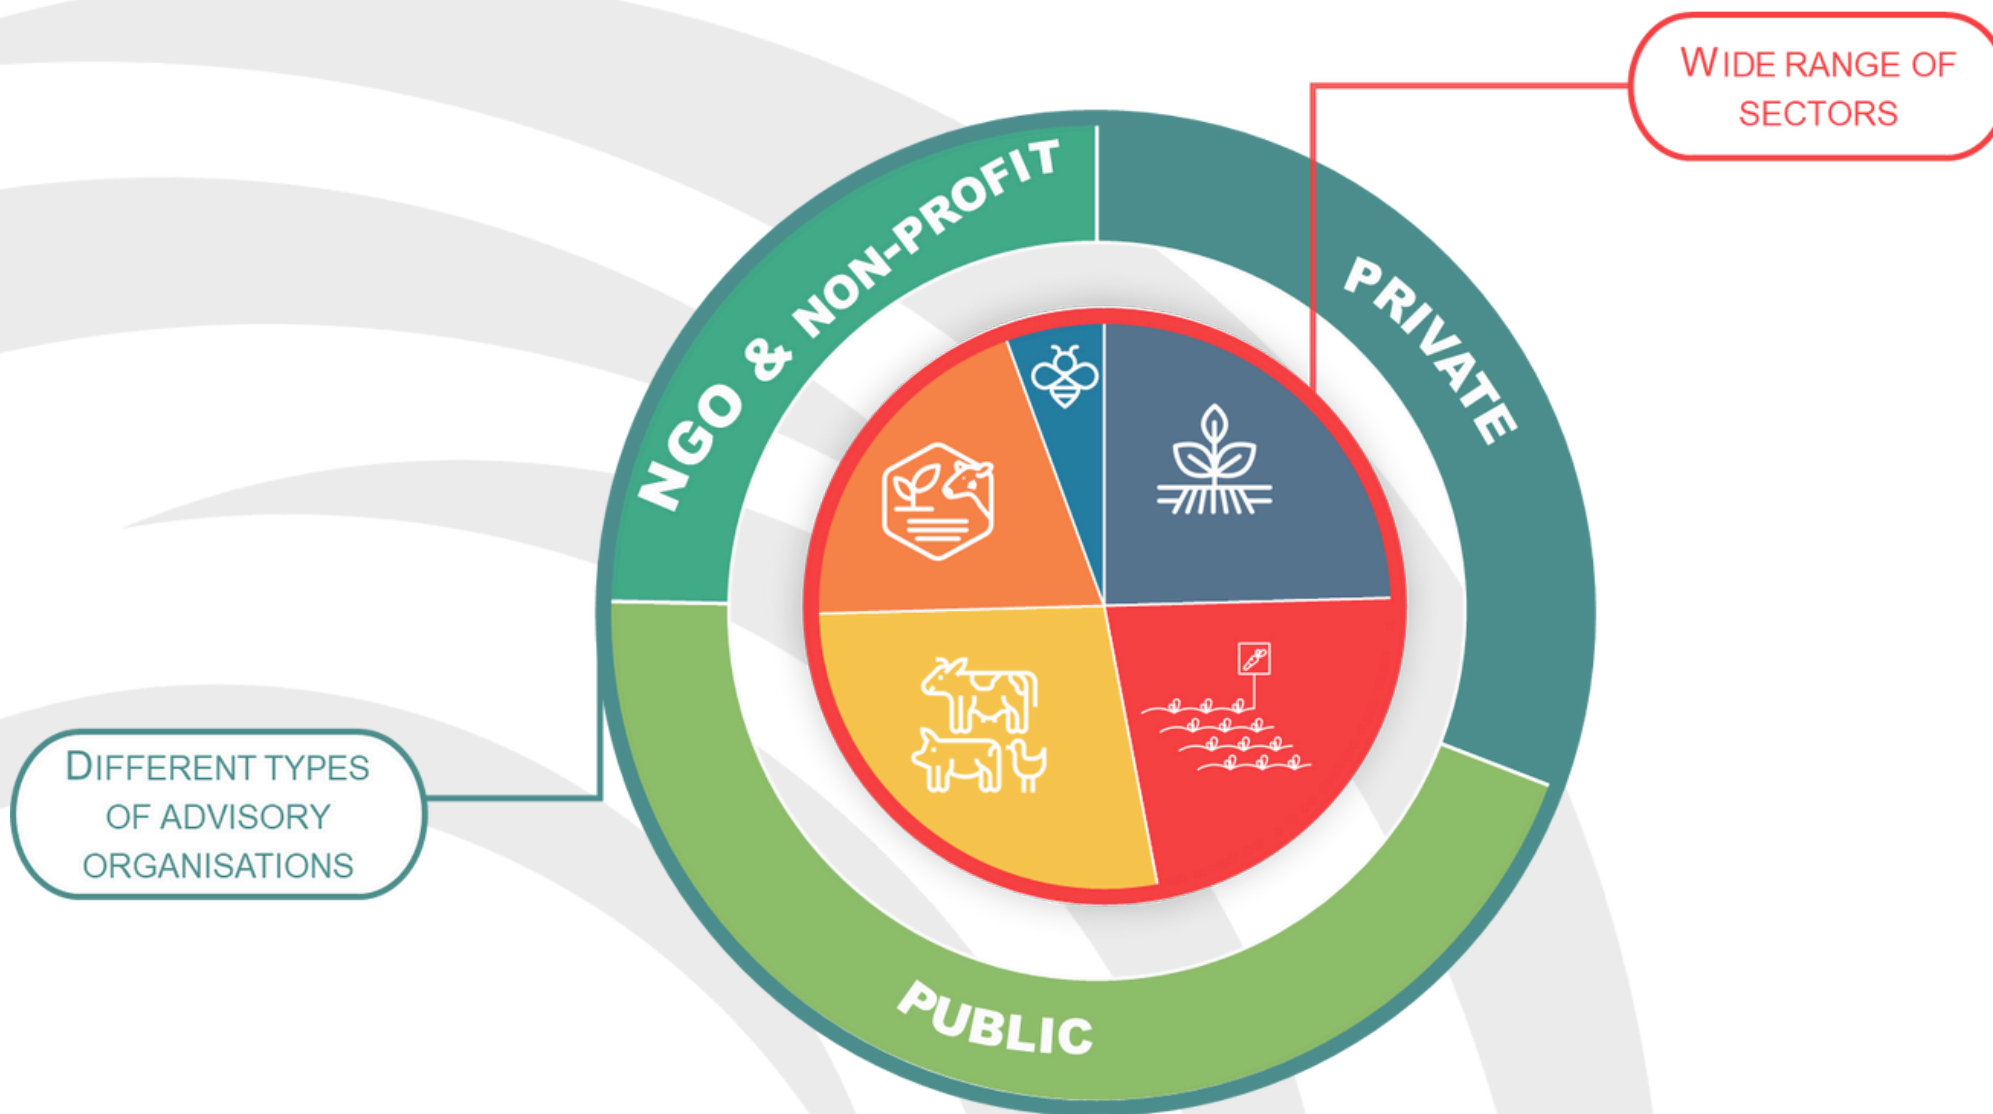 WIDE RANGE OF
SECTORS
NGO & NON-PROFIT
PRIVATE
DIFFERENT TYPES
OF ADVISORY
ORGANISATIONS
PUBLIC